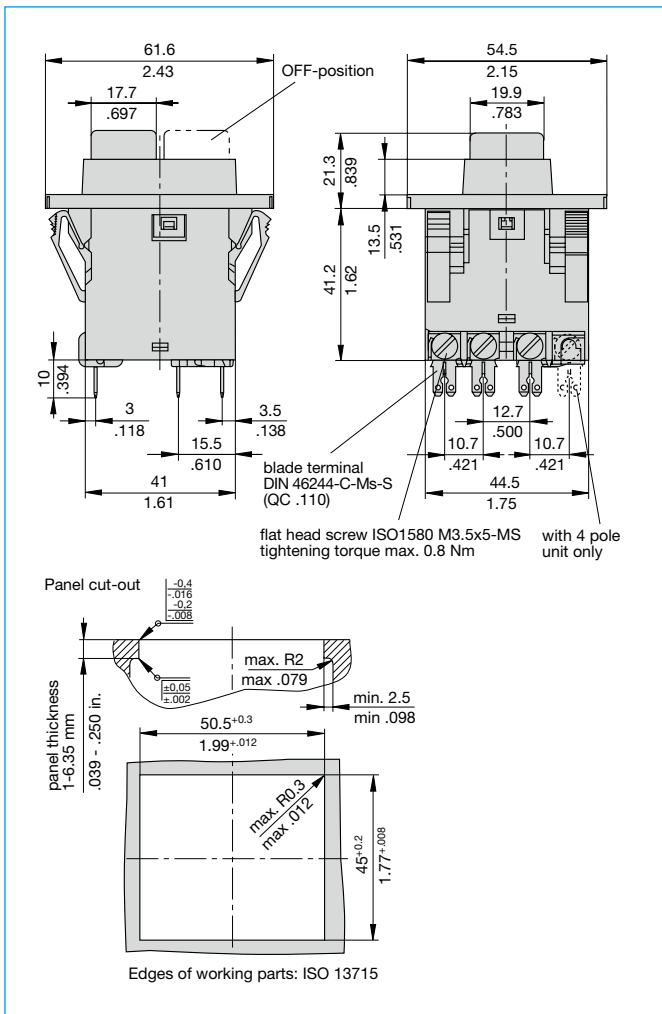 61.6
2.43
17.7
.697
OFF-position
54.5
2.15
19.9
.783
21.3
.839
13.5
.531
41.2
1.62
10
.394
3
.118
3.5
.138
15.5
.610
41
1.61
12.7
.500
10.7
.421
10.7
.421
44.5
1.75
blade terminal
DIN 46244-C-Ms-S
(QC .110)
flat head screw ISO1580 M3.5x5-MS
tightening torque max. 0.8 Nm
with 4 pole
unit only
Panel cut-out
-0,4
-.016
-0,2
-.008
±0,05
±.002
max. R2
max .079
min. 2.5
min .098
panel thickness
1-6.35 mm
.039 - .250 in.
50.5+0.3
1.99+.012
max. R0.3
max .012
45+0.2
1.77+.008
Edges of working parts: ISO 13715